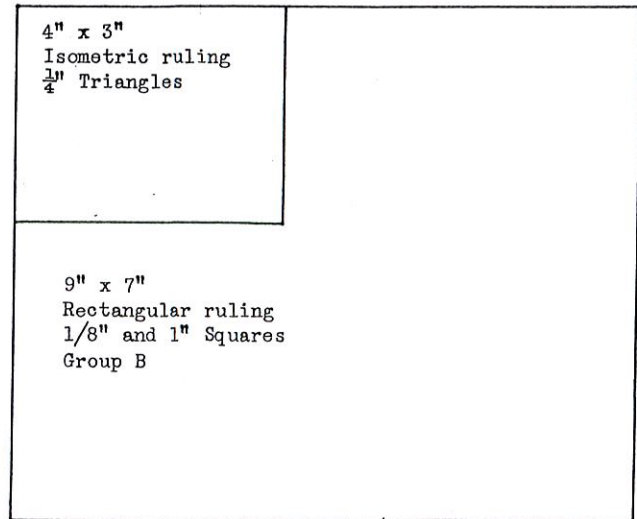 4" x 3"
Isometric ruling
¼" Triangles
9" x 7"
Rectangular ruling
1/8" and 1" Squares
Group B